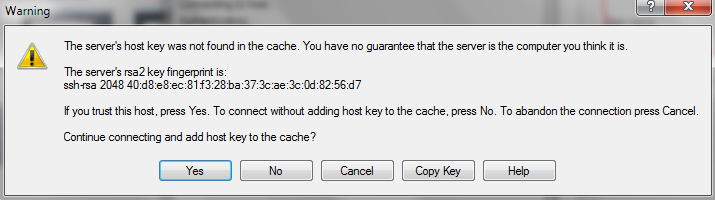 Warning
The server's host key was not found in the cache. You have no guarantee that the server is the computer you think it is.
The server's rsa2 key fingerprint is:
ssh-rsa 2048 40:d8:e8:ec:81:f3:28:ba:37:3c:ae:3c:0d:82:56:d7
If you trust this host, press Yes. To connect without adding host key to the cache, press No. To abandon the connection press Cancel.
Continue connecting and add host key to the cache?
Yes No Cancel Copy Key Help